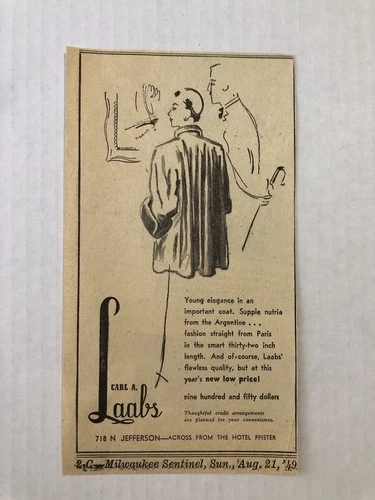 Young elegance in an
important coat. Supple nutria
from the Argentine . . .
fashion straight from Paris
in the smart thirty-two inch
length. And of-course, Laabs'
flawless quality, but at this
year's new low price!
nine hundred and fifty dollars
Thoughtful credit arrangements
are planned for your convenience.
CARL A.
Laabs
718 N JEFFERSON—ACROSS FROM THE HOTEL PFISTER
2-C—Milwaukee Sentinel, Sun., Aug. 21, '49